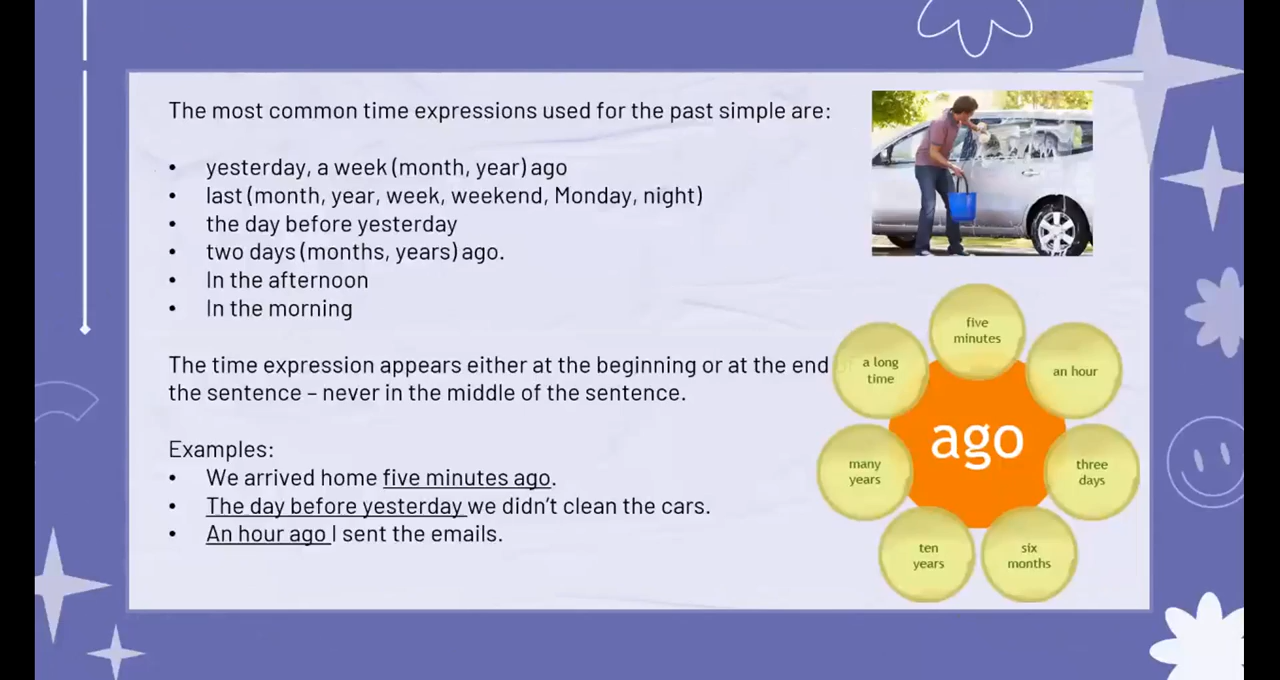 The most common time expressions used for the past simple are:
• yesterday, a week (month, year) ago
• last (month, year, week, weekend, Monday, night)
• the day before yesterday
• two days (months, years) ago.
• In the afternoon
• In the morning
The time expression appears either at the beginning or at the end of
the sentence – never in the middle of the sentence.
Examples:
• We arrived home five minutes ago.
• The day before yesterday we didn't clean the cars.
• An hour ago I sent the emails.
five
minutes
a long
time
an hour
ago
many
years
three
days
ten
years
six
months